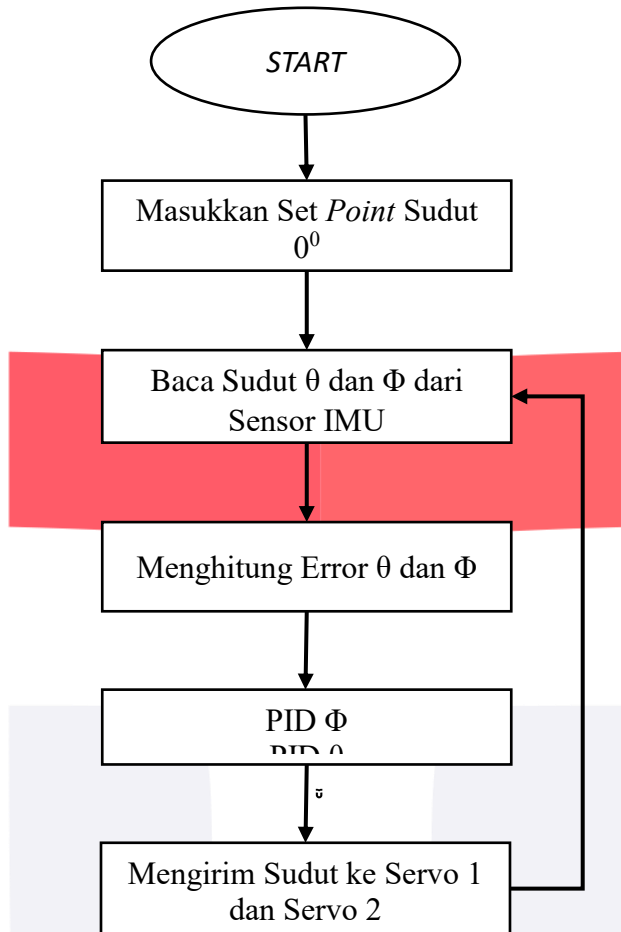 START
Masukkan Set Point Sudut
0⁰
Baca Sudut θ dan Φ dari
Sensor IMU
Menghitung Error θ dan Φ
PID Φ
PID θ
Mengirim Sudut ke Servo 1
dan Servo 2